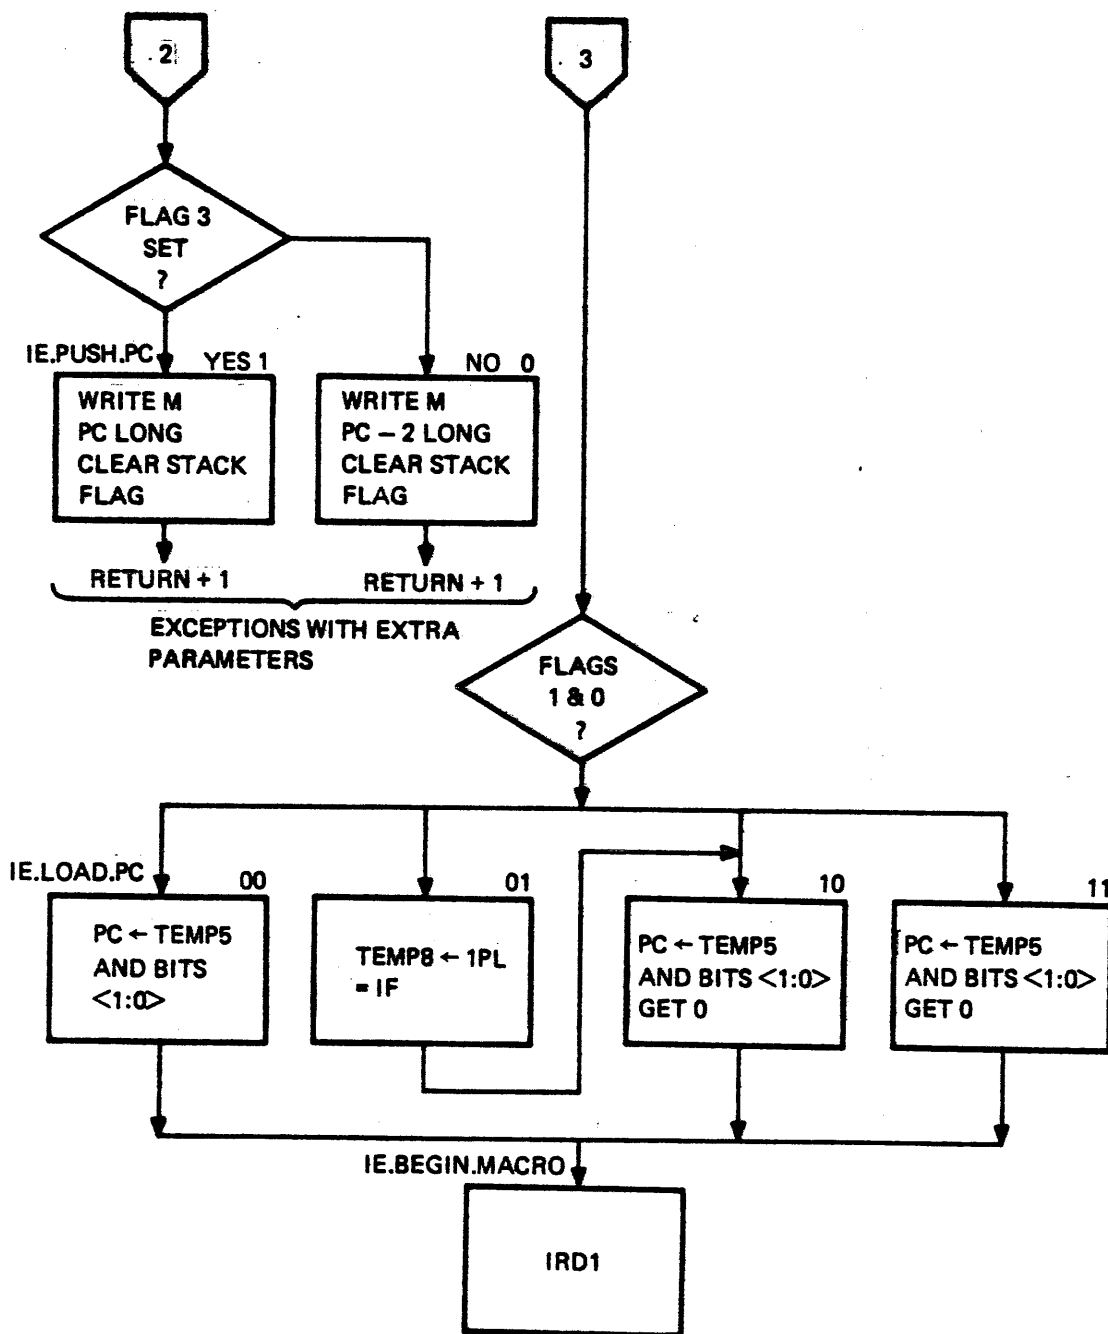 2
3
FLAG 3
SET
?
IE.PUSH.PC
YES 1
NO 0
WRITE M
PC LONG
CLEAR STACK
FLAG
WRITE M
PC – 2 LONG
CLEAR STACK
FLAG
RETURN + 1
RETURN + 1
EXCEPTIONS WITH EXTRA
PARAMETERS
FLAGS
1 & 0
?
IE.LOAD.PC
00
01
10
11
PC ← TEMP5
AND BITS
<1:0>
TEMP8 ← 1PL
= IF
PC ← TEMP5
AND BITS <1:0>
GET 0
PC ← TEMP5
AND BITS <1:0>
GET 0
IE.BEGIN.MACRO
IRD1